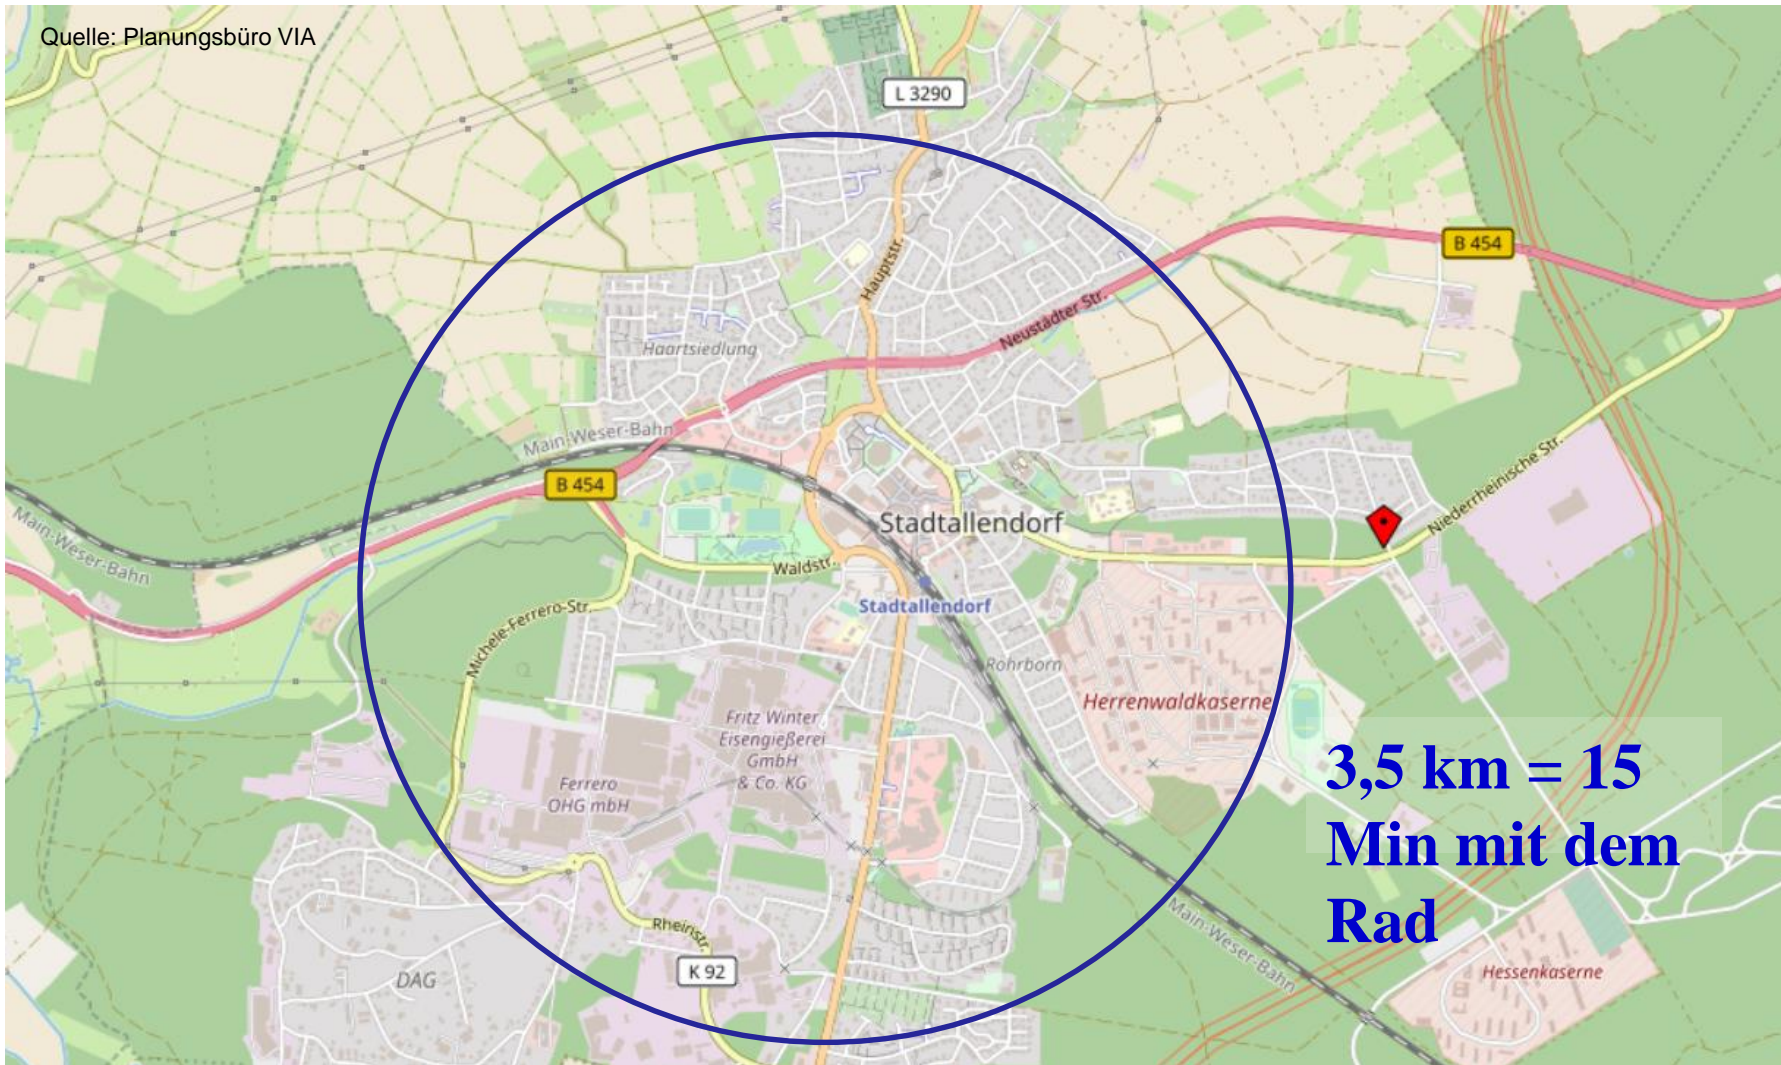 Quelle: Planungsbüro VIA
L 3290
B 454
Hauptstr.
Neustädter Str.
Haartsiedlung
Main-Weser-Bahn
B 454
Niederrheinische Str.
Main-Weser-Bahn
Stadtallendorf
Waldstr.
Stadtallendorf
Michele-Ferrero-Str.
Rohrborn
Herrenwaldkaserne
Fritz Winter
Eisengießerei
GmbH
& Co. KG
Ferrero
OHG mbH
3,5 km = 15
Min mit dem
Rad
Rheinstr.
Main-Weser-Bahn
K 92
DAG
Hessenkaserne